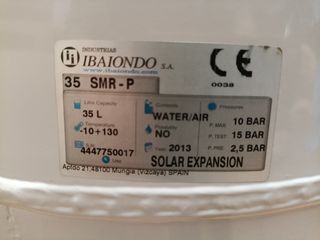 INDUSTRIAS
IBAIONDO S.A.
www.ibaiondo.com
CE
0038
35 SMR-P
Litre Capacity
35 L
Contents
WATER/AIR
Pressures
P. MAX 10 BAR
Temperature
-10+130
Potability
NO
P. TEST 15 BAR
S.N.
4447750017
Year 2013
P. PRE 2,5 BAR
Use
SOLAR EXPANSION
Aptdo 21,48100 Mungia (Vizcaya) SPAIN